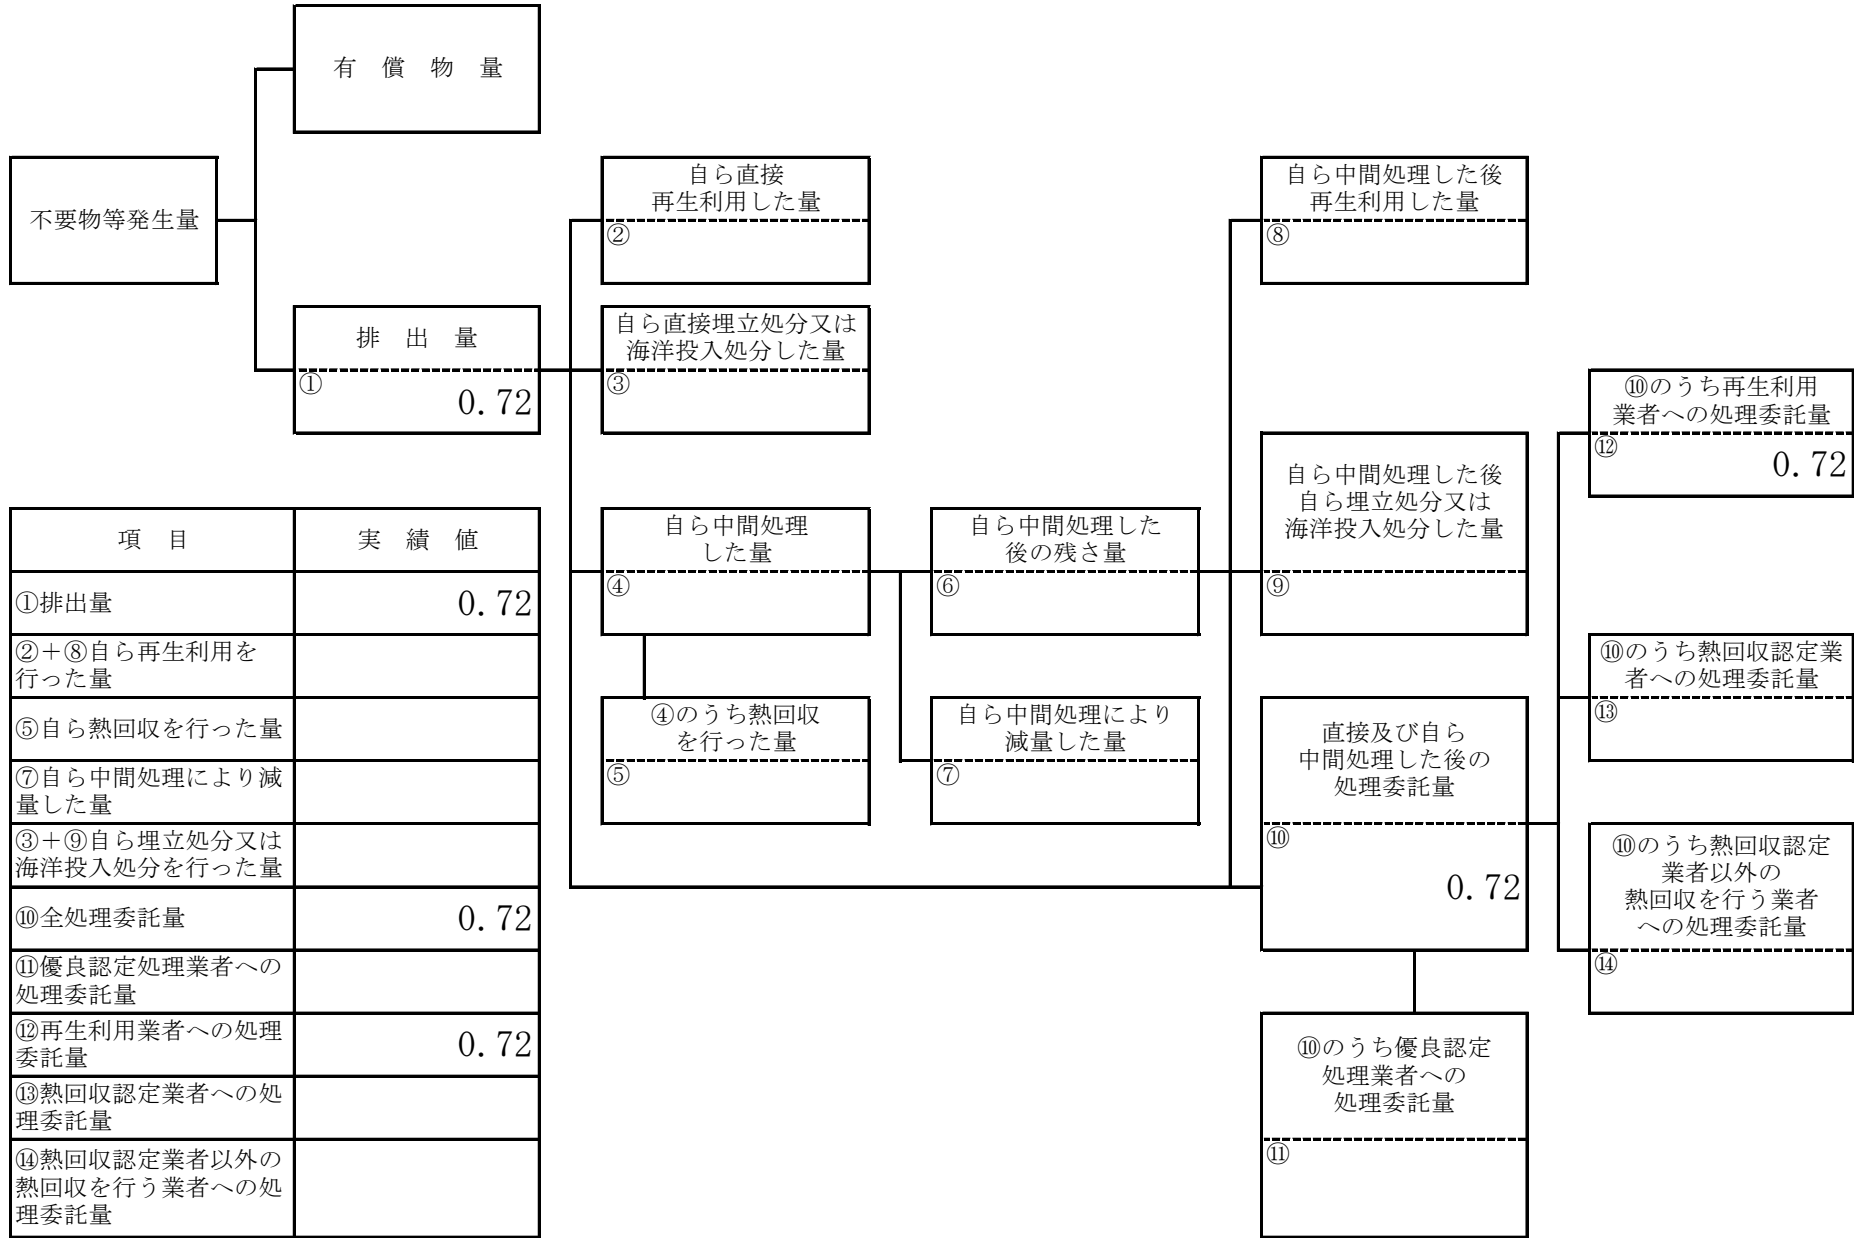 有 償 物 量
不要物等発生量
排 出 量
①
0.72
自ら直接
再生利用した量
②
自ら直接埋立処分又は
海洋投入処分した量
③
自ら中間処理
した量
④
④のうち熱回収
を行った量
⑤
自ら中間処理した
後の残さ量
⑥
自ら中間処理により
減量した量
⑦
自ら中間処理した後
再生利用した量
⑧
自ら中間処理した後
自ら埋立処分又は
海洋投入処分した量
⑨
直接及び自ら
中間処理した後の
処理委託量
⑩
0.72
⑩のうち優良認定
処理業者への
処理委託量
⑪
⑩のうち再生利用
業者への処理委託量
⑫
0.72
⑩のうち熱回収認定業
者への処理委託量
⑬
⑩のうち熱回収認定
業者以外の
熱回収を行う業者
への処理委託量
⑭
項 目 実 績 値
①排出量 0.72
②+⑧自ら再生利用を
行った量
⑤自ら熱回収を行った量
⑦自ら中間処理により減
量した量
③+⑨自ら埋立処分又は
海洋投入処分を行った量
⑩全処理委託量 0.72
⑪優良認定処理業者への
処理委託量
⑫再生利用業者への処理
委託量 0.72
⑬熱回収認定業者への処
理委託量
⑭熱回収認定業者以外の
熱回収を行う業者への処
理委託量